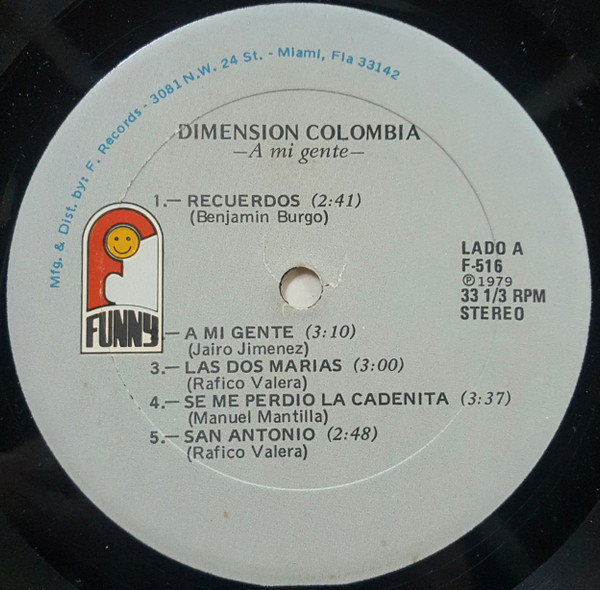 Mfg. & Dist. by: F. Records - 3081 N.W. 24 St. - Miami, Fla 33142
DIMENSION COLOMBIA
—A mi gente—
1.— RECUERDOS (2:41)
(Benjamin Burgo)
FUNNY
LADO A
F-516
℗1979
33 1/3 RPM
STEREO
— A MI GENTE (3:10)
(Jairo Jimenez)
3.— LAS DOS MARIAS (3:00)
(Rafico Valera)
4.— SE ME PERDIO LA CADENITA (3:37)
(Manuel Mantilla)
5.— SAN ANTONIO (2:48)
(Rafico Valera)